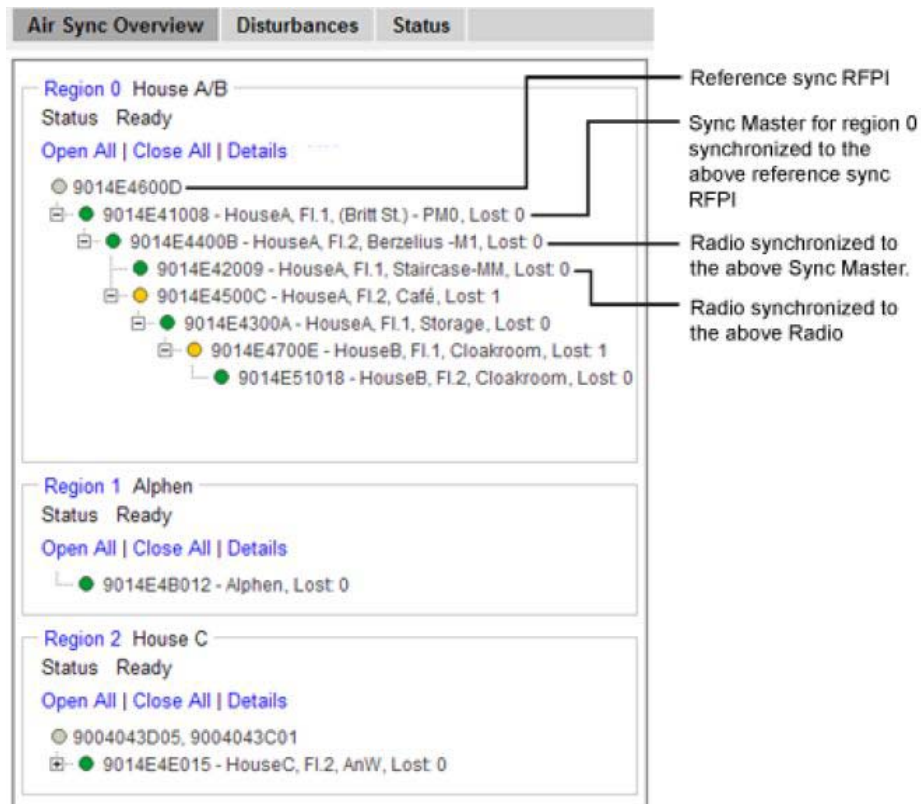 Air Sync Overview Disturbances Status
Region 0 House A/B
Status Ready
Open All | Close All | Details
9014E4600D
9014E41008 - HouseA, Fl.1, (Britt St.) - PM0, Lost: 0
9014E4400B - HouseA, Fl.2, Berzelius -M1, Lost: 0
9014E42009 - HouseA, Fl.1, Staircase-MM, Lost: 0
9014E4500C - HouseA, Fl.2, Café, Lost: 1
9014E4300A - HouseA, Fl.1, Storage, Lost: 0
9014E4700E - HouseB, Fl.1, Cloakroom, Lost: 1
9014E51018 - HouseB, Fl.2, Cloakroom, Lost: 0
Reference sync RFPI
Sync Master for region 0
synchronized to the
above reference sync
RFPI
Radio synchronized to
the above Sync Master.
Radio synchronized to
the above Radio
Region 1 Alphen
Status Ready
Open All | Close All | Details
9014E4B012 - Alphen, Lost: 0
Region 2 House C
Status Ready
Open All | Close All | Details
9004043D05, 9004043C01
9014E4E015 - HouseC, Fl.2, AnW, Lost: 0